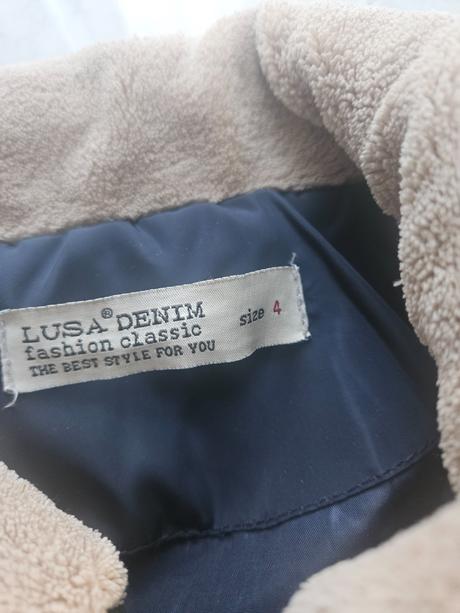 LUSA® DENIM
fashion classic size 4
THE BEST STYLE FOR YOU